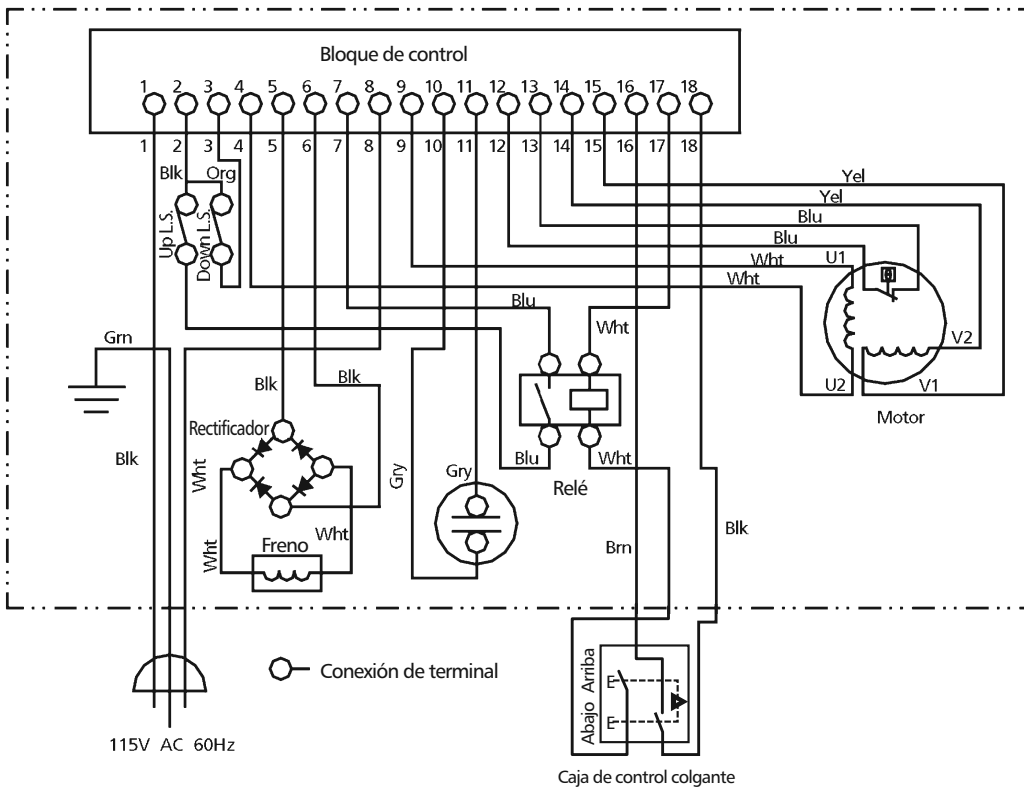 Bloque de control
1 2 3 4 5 6 7 8 9 10 11 12 13 14 15 16 17 18
1 2 3 4 5 6 7 8 9 10 11 12 13 14 15 16 17 18
Blk Org
Up L.S.
Down L.S.
Yel
Yel
Blu
Blu
Wht
U1
Wht
Blu
Wht
V2
U2
V1
Motor
Grn
Blk
Blk
Rectificador
Blk
Wht
Gry
Gry
Blu
Wht
Relé
Wht
Wht
Freno
Brn
Blk
Conexión de terminal
Abajo Arriba
E
E
115V AC 60Hz
Caja de control colgante